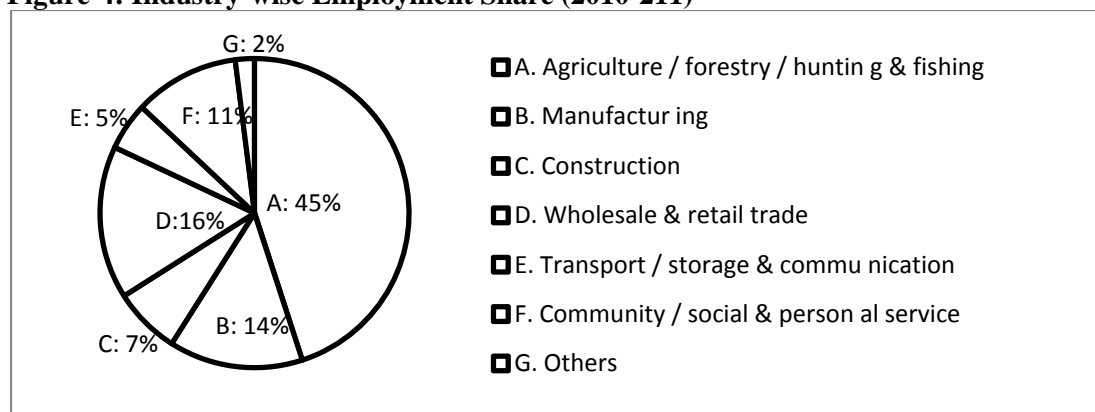 Figure 4: Industry-wise Employment Share (2010-211)
G: 2%
E: 5%
F: 11%
A: 45%
D:16%
B: 14%
C: 7%
A. Agriculture / forestry / huntin g & fishing
B. Manufactur ing
C. Construction
D. Wholesale & retail trade
E. Transport / storage & commu nication
F. Community / social & person al service
G. Others